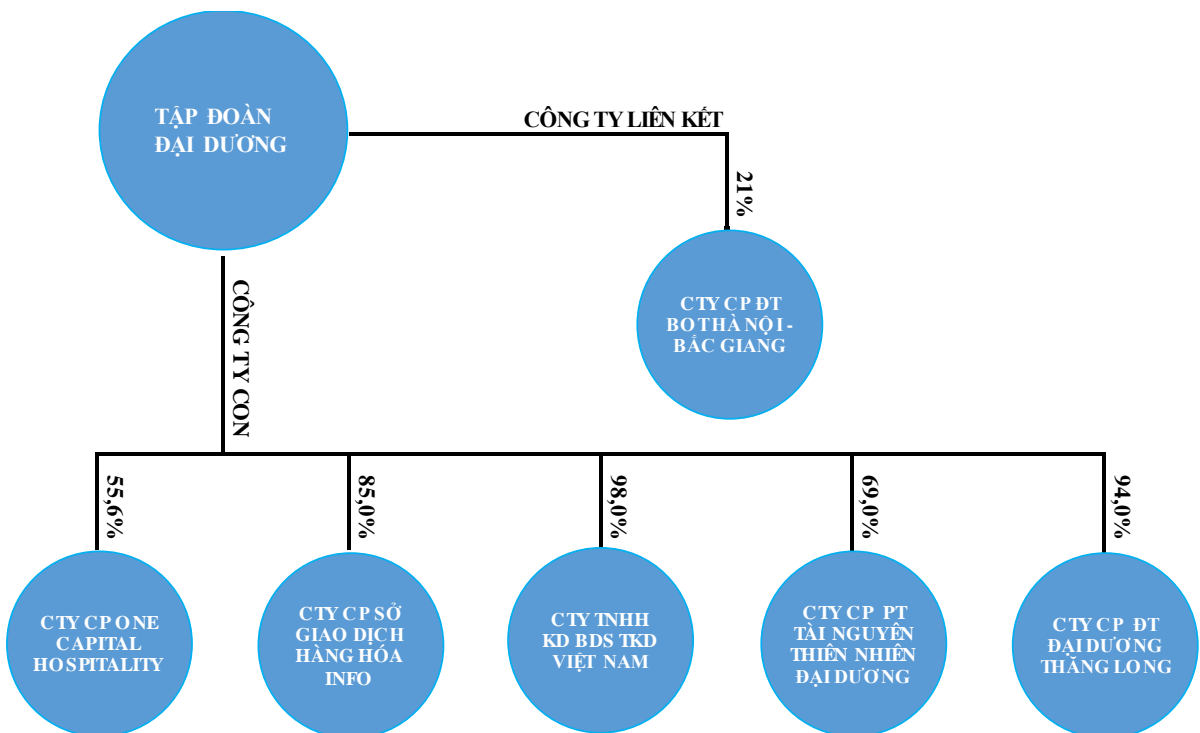 TẬP ĐOÀN
ĐẠI DƯƠNG
CÔNG TY LIÊN KẾT
21%
CTY CP ĐT
BOT HÀ NỘI -
BẮC GIANG
CÔNG TY CON
55,6%
85,0%
98,0%
69,0%
94,0%
CTY CP ONE
CAPITAL
HOSPITALITY
CTY CP SỞ
GIAO DỊCH
HÀNG HÓA
INFO
CTY TNHH
KD BDS TKD
VIỆT NAM
CTY CP PT
TÀI NGUYÊN
THIÊN NHIÊN
ĐẠI DƯƠNG
CTY CP ĐT
ĐẠI DƯƠNG
THĂNG LONG